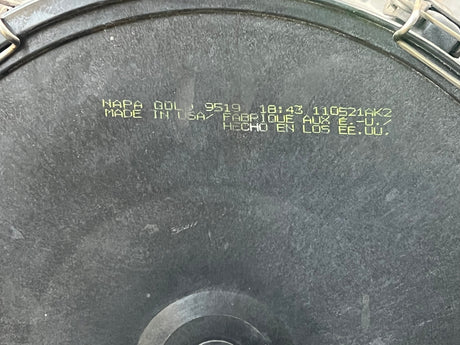 NAPA GOLD 9519 18:43 110521AK2
MADE IN USA/ FABRIQUE AUX É.-U./
HECHO EN LOS EE.UU.